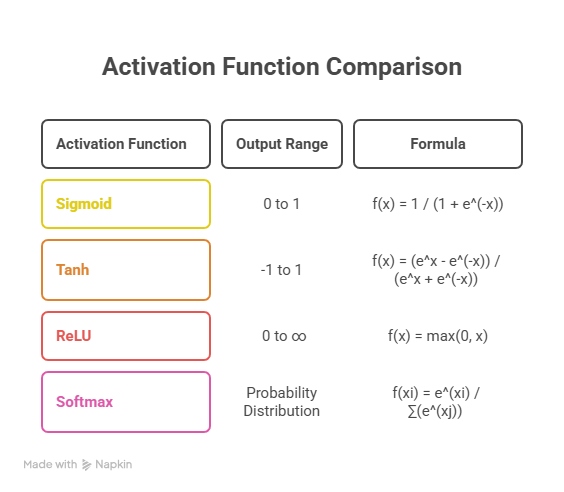 Activation Function Comparison
Activation Function
Output Range
Formula
Sigmoid
0 to 1
f(x) = 1 / (1 + e^(-x))
Tanh
-1 to 1
f(x) = (e^x - e^(-x)) /
(e^x + e^(-x))
ReLU
0 to ∞
f(x) = max(0, x)
Softmax
Probability
Distribution
f(xi) = e^(xi) /
∑(e^(xj))
Made with Napkin